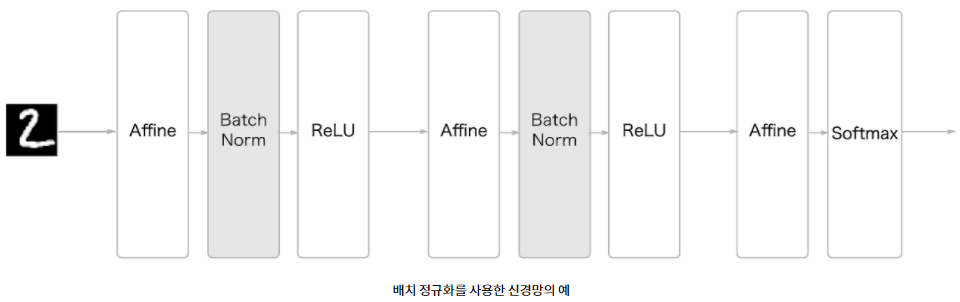 2
Affine
Batch
Norm
ReLU
Affine
Batch
Norm
ReLU
Affine
Softmax
배치 정규화를 사용한 신경망의 예